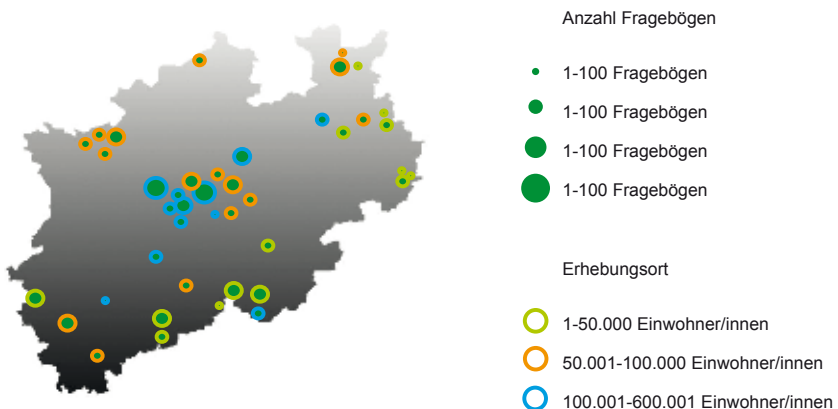 Anzahl Fragebögen
1-100 Fragebögen
1-100 Fragebögen
1-100 Fragebögen
1-100 Fragebögen
Erhebungsort
1-50.000 Einwohner/innen
50.001-100.000 Einwohner/innen
100.001-600.001 Einwohner/innen